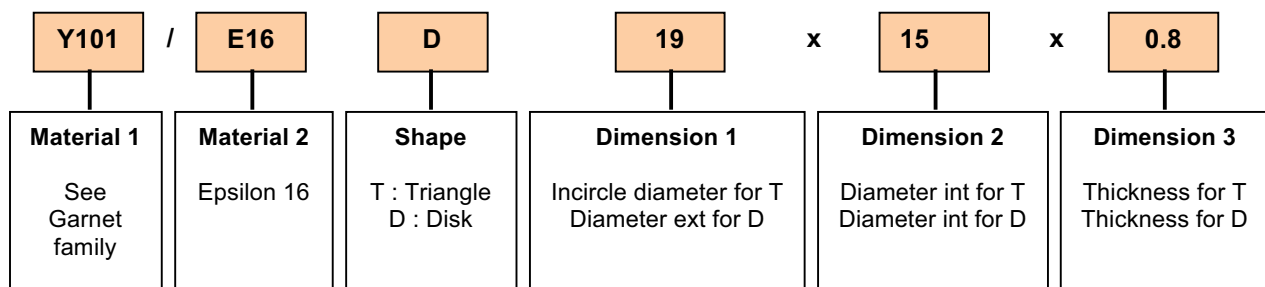 Y101 / E16 D 19 x 15 x 0.8
Material 1
See
Garnet
family
Material 2
Epsilon 16
Shape
T : Triangle
D : Disk
Dimension 1
Incircle diameter for T
Diameter ext for D
Dimension 2
Diameter int for T
Diameter int for D
Dimension 3
Thickness for T
Thickness for D